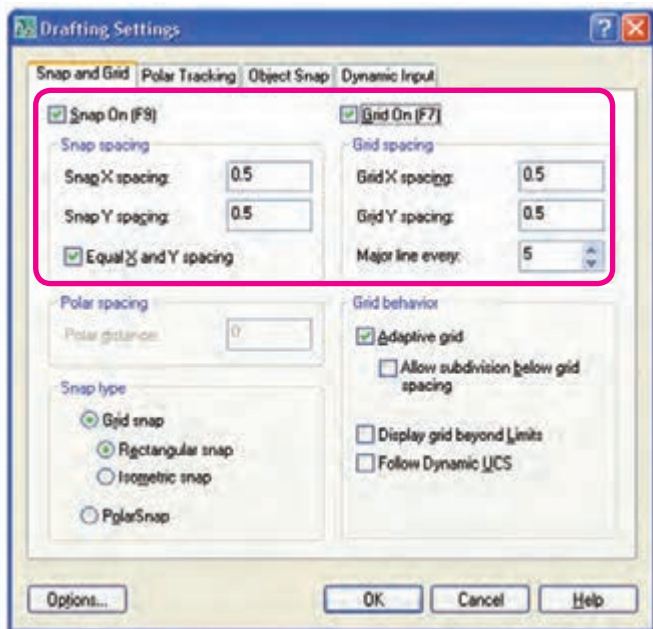 Drafting Settings
Snap and Grid Polar Tracking Object Snap Dynamic Input
Snap On (F9)
Snap spacing
Snap X spacing: 0.5
Snap Y spacing: 0.5
Equal X and Y spacing
Grid On (F7)
Grid spacing
Grid X spacing: 0.5
Grid Y spacing: 0.5
Major line every: 5
Polar spacing
Polar distance: 0
Snap type
Grid snap
Rectangular snap
Isometric snap
PolarSnap
Grid behavior
Adaptive grid
Allow subdivision below grid
spacing
Display grid beyond Limits
Follow Dynamic UCS
Options... OK Cancel Help